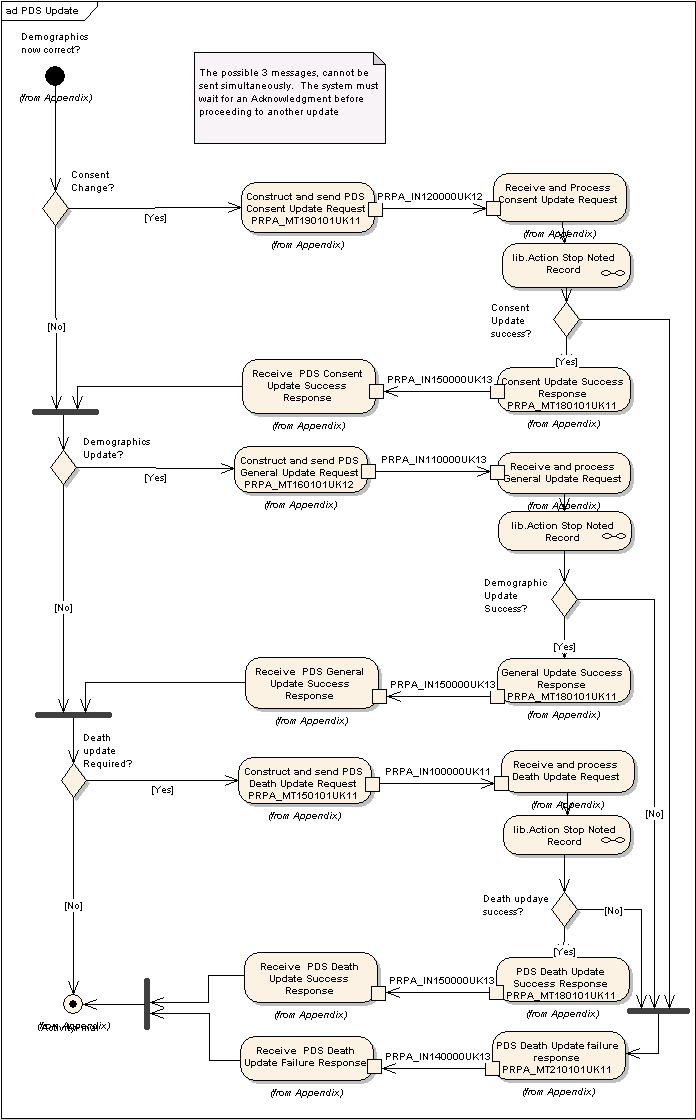 ad PDS Update
Demographics
now correct?
(from Appendix)
The possible 3 messages, cannot be
sent simultaneously.  The system must
wait for an Acknowledgment before
proceeding to another update
Consent
Change?
[Yes]
Construct and send PDS
Consent Update Request
PRPA_MT190101UK11
(from Appendix)
PRPA_IN120000UK12
Receive and Process
Consent Update Request
(from Appendix)
lib.Action Stop Noted
Record
[No]
Consent
Update
success?
[Yes]
Receive  PDS Consent
Update Success
Response
(from Appendix)
PRPA_IN150000UK13
Consent Update Success
Response
PRPA_MT180101UK11
(from Appendix)
Demographics
Update?
[Yes]
Construct and send PDS
General Update Request
PRPA_MT160101UK12
(from Appendix)
PRPA_IN110000UK13
Receive and process
General Update Request
(from Appendix)
lib.Action Stop Noted
Record
[No]
Demographic
Update
Success?
[Yes]
Receive  PDS General
Update Success
Response
(from Appendix)
PRPA_IN150000UK13
General Update Success
Response
PRPA_MT180101UK11
(from Appendix)
Death
update
Required?
[Yes]
Construct and send PDS
Death Update Request
PRPA_MT150101UK11
(from Appendix)
PRPA_IN100000UK11
Receive and process
Death Update Request
(from Appendix)
[No]
lib.Action Stop Noted
Record
[No]
Death updaye
success?
[No]
[Yes]
Receive  PDS Death
Update Success
Response
(from Appendix)
PRPA_IN150000UK13
PDS Death Update
Success Response
PRPA_MT180101UK11
(from Appendix)
(from Appendix)
ActivityFinal
Receive  PDS Death
Update Failure Response
(from Appendix)
PRPA_IN140000UK13
PDS Death Update failure
response
PRPA_MT210101UK11
(from Appendix)